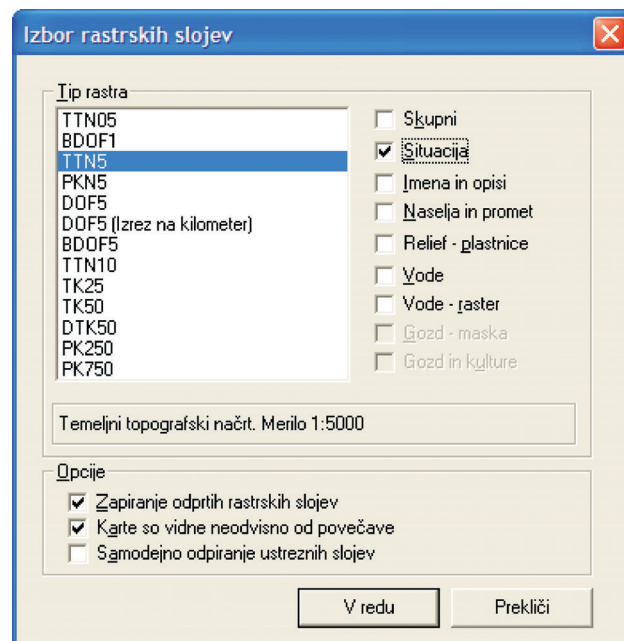 Izbor rastrskih slojev
Tip rastra
TTN05
BDOF1
TTN5
PKN5
DOF5
DOF5 (Izrez na kilometer)
BDOF5
TTN10
TK25
TK50
DTK50
PK250
PK750
Skupni
Situacija
Imena in opisi
Naselja in promet
Relief - plastnice
Vode
Vode - raster
Gozd - maska
Gozd in kulture
Temeljni topografski načrt. Merilo 1:5000
Opcije
Zapiranje odprtih rastrskih slojev
Karte so vidne neodvisno od povečave
Samodejno odpiranje ustreznih slojev
V redu
Prekliči